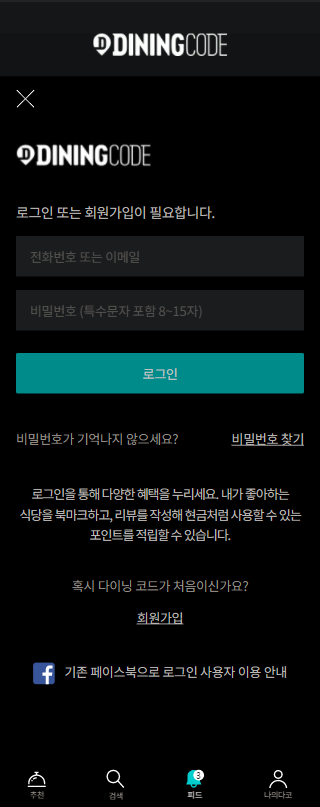 DININGCODE
DININGCODE
로그인 또는 회원가입이 필요합니다.
전화번호 또는 이메일
비밀번호 (특수문자 포함 8~15자)
로그인
비밀번호가 기억나지 않으세요? 비밀번호 찾기
로그인을 통해 다양한 혜택을 누리세요. 내가 좋아하는
식당을 북마크하고, 리뷰를 작성해 현금처럼 사용할 수 있는
포인트를 적립할 수 있습니다.
혹시 다이닝 코드가 처음이신가요?
회원가입
기존 페이스북으로 로그인 사용자 이용 안내
3
추천 검색 피드 나의다코